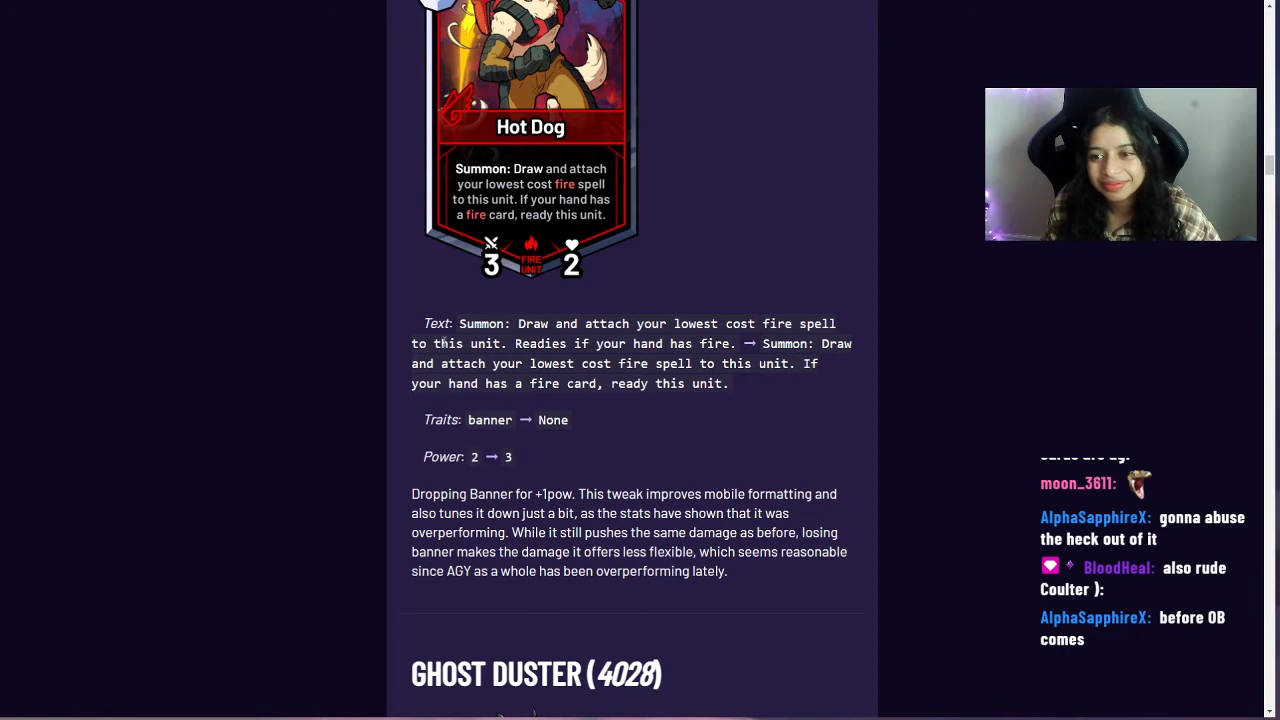 Hot Dog
Summon: Draw and attach
your lowest cost fire spell
to this unit. If your hand has
a fire card, ready this unit.
3
FIRE
UNIT
2
Text: Summon: Draw and attach your lowest cost fire spell
to this unit. Readies if your hand has fire. → Summon: Draw
and attach your lowest cost fire spell to this unit. If
your hand has a fire card, ready this unit.
Traits: banner → None
Power: 2 → 3
Dropping Banner for +1pow. This tweak improves mobile formatting and
also tunes it down just a bit, as the stats have shown that it was
overperforming. While it still pushes the same damage as before, losing
banner makes the damage it offers less flexible, which seems reasonable
since AGY as a whole has been overperforming lately.
GHOST DUSTER (4028)
moon_3611:
AlphaSapphireX: gonna abuse
the heck out of it
BloodHeal: also rude
Coulter ):
AlphaSapphireX: before OB
comes